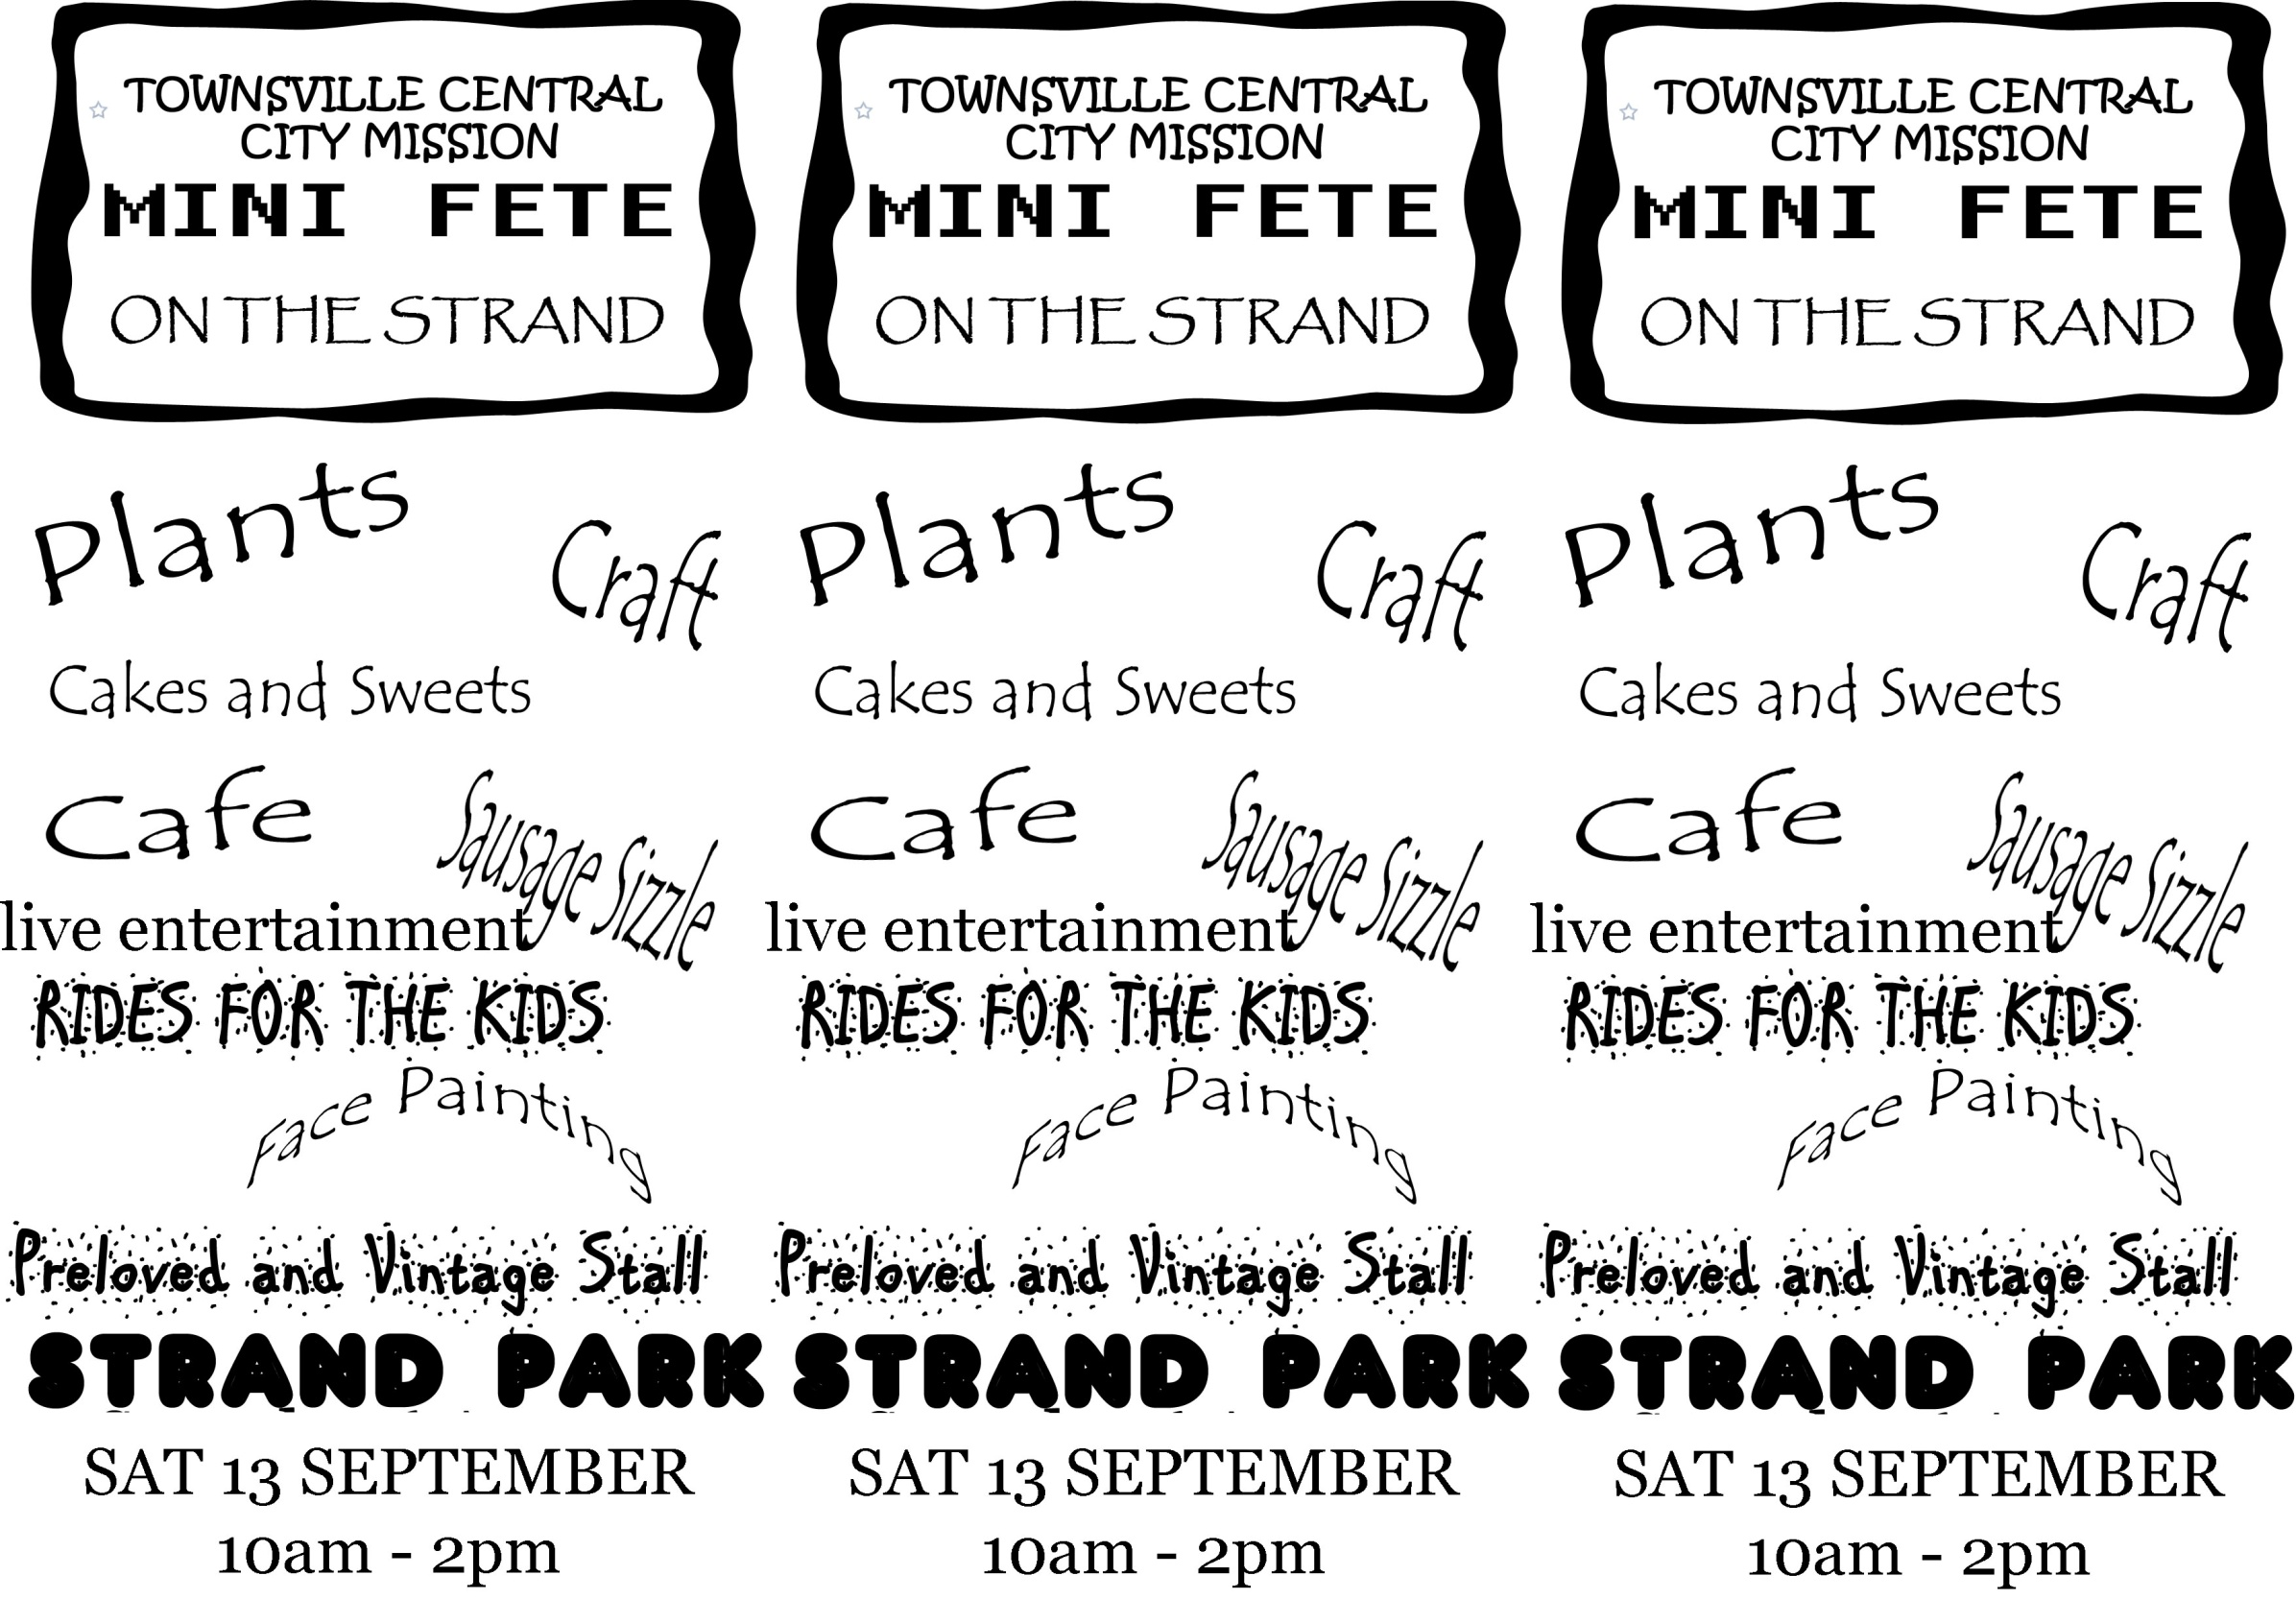 TOWNSVILLE CENTRAL
CITY MISSION
MINI FETE
ON THE STRAND
Plants
Craft
Cakes and Sweets
Cafe
Sausage Sizzle
live entertainment
RIDES FOR THE KIDS
Face Painting
Preloved and Vintage Stall
STRAND PARK
SAT 13 SEPTEMBER
10am - 2pm
TOWNSVILLE CENTRAL
CITY MISSION
MINI FETE
ON THE STRAND
Plants
Craft
Cakes and Sweets
Cafe
Sausage Sizzle
live entertainment
RIDES FOR THE KIDS
Face Painting
Preloved and Vintage Stall
STRAND PARK
SAT 13 SEPTEMBER
10am - 2pm
TOWNSVILLE CENTRAL
CITY MISSION
MINI FETE
ON THE STRAND
Plants
Craft
Cakes and Sweets
Cafe
Sausage Sizzle
live entertainment
RIDES FOR THE KIDS
Face Painting
Preloved and Vintage Stall
STRAND PARK
SAT 13 SEPTEMBER
10am - 2pm